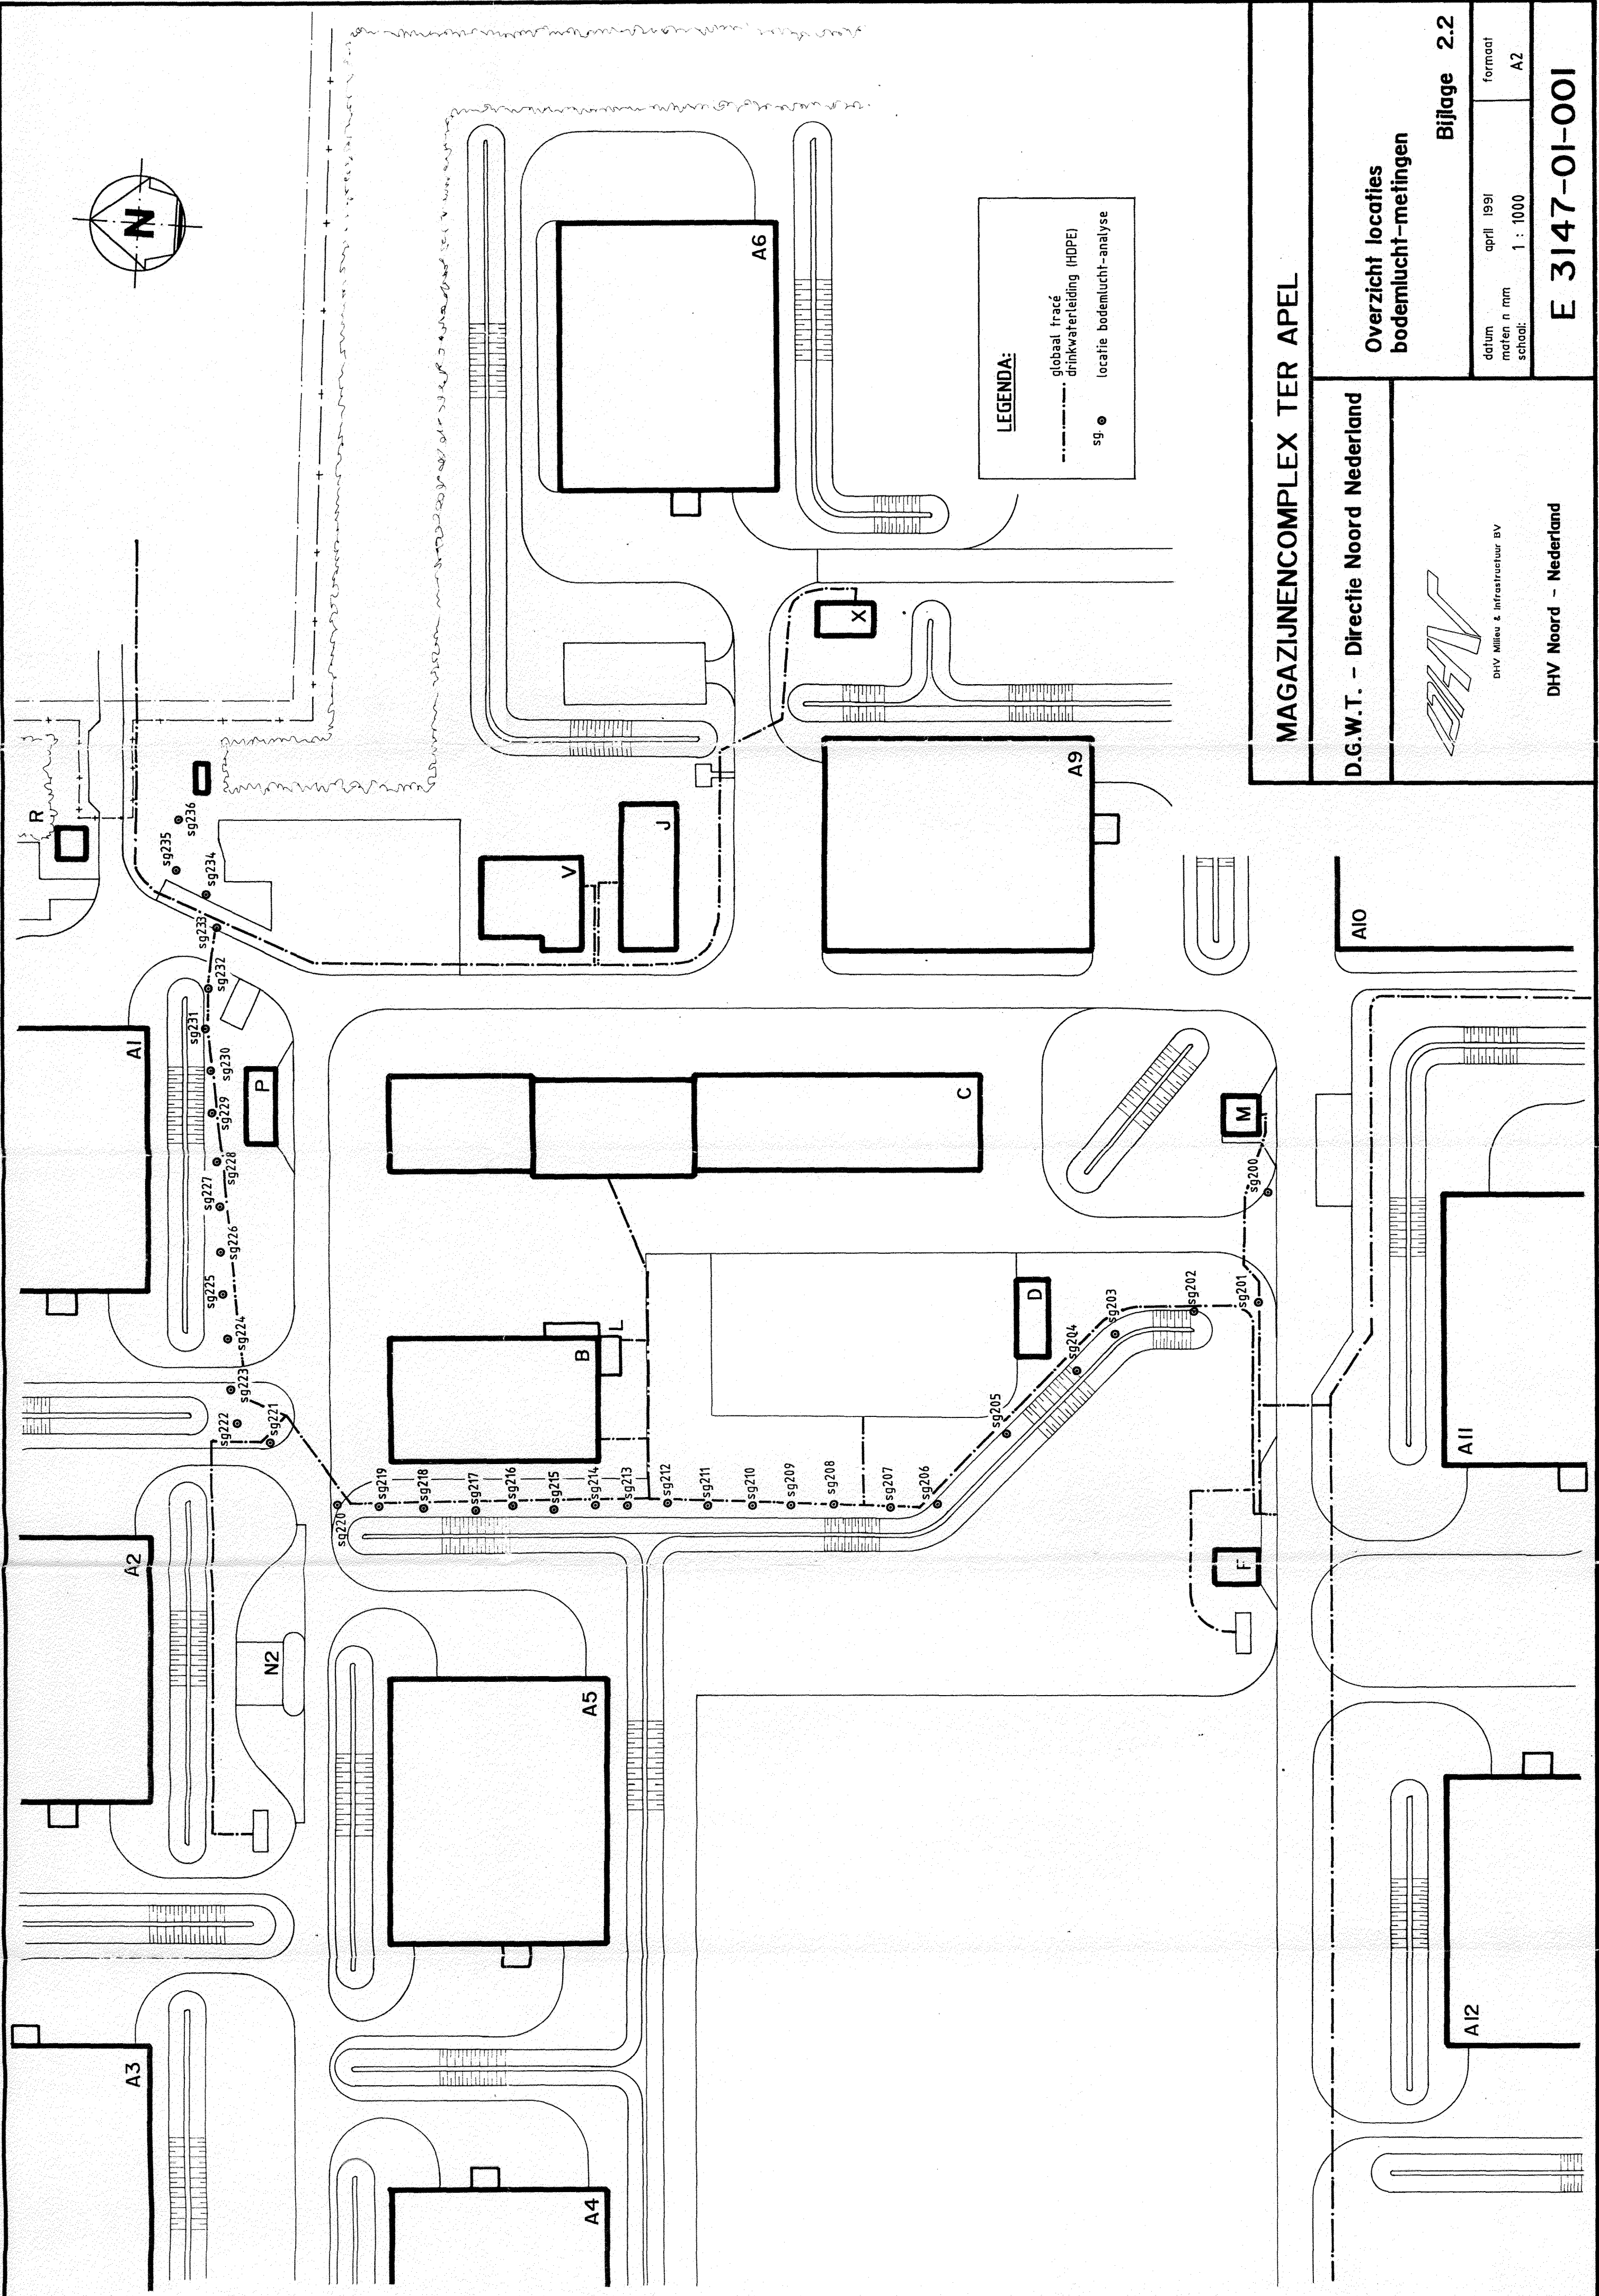 MAGAZIJNENCOMPLEX TER APEL
D.G.W.T. - Directie Noord Nederland
Overzicht locaties
bodemlucht-metingen
Bijlage 2.2
datum april 1991
maten n mm
schaal: 1 : 1000
formaat
A2
E 3147-01-001
DHV
DHV Milieu & Infrastructuur BV
DHV Noord - Nederland
LEGENDA:
globaal tracé
drinkwaterleiding (HDPE)
sg. locatie bodemlucht-analyse
N
R
A1
A2
A3
A4
A5
A6
A9
A10
A11
A12
B
C
D
F
J
L
M
N2
P
V
X
sg200
sg201
sg202
sg203
sg204
sg205
sg206
sg207
sg208
sg209
sg210
sg211
sg212
sg213
sg214
sg215
sg216
sg217
sg218
sg219
sg220
sg221
sg222
sg223
sg224
sg225
sg226
sg227
sg228
sg229
sg230
sg231
sg232
sg233
sg234
sg235
sg236